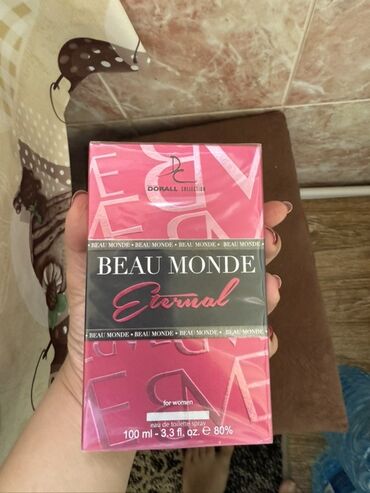 DORALL COLLECTION
BEAU MONDE • BEAU MONDE • BEAU MONDE • BEAU MONDE
BEAU MONDE
Eternal
BEAU MONDE • BEAU MONDE • BEAU MONDE • BEAU MONDE
for women
eau de toilette spray
100 ml - 3,3 fl. oz. ℮ 80%